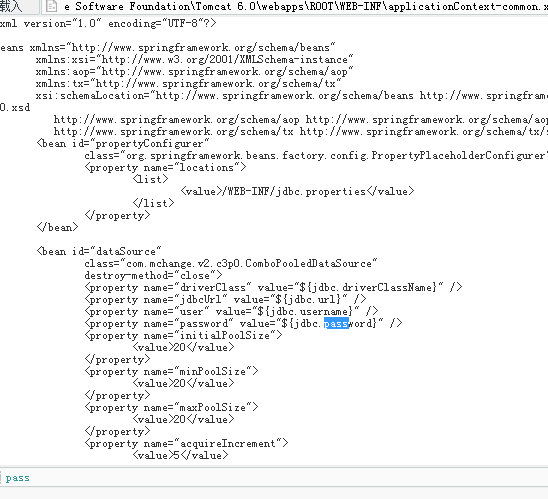 载入 e Software Foundation\Tomcat 6.0\webapps\ROOT\WEB-INF\applicationContext-common.x
xml version="1.0" encoding="UTF-8"?>
eans xmlns="http://www.springframework.org/schema/beans"
xmlns:xsi="http://www.w3.org/2001/XMLSchema-instance"
xmlns:aop="http://www.springframework.org/schema/aop"
xmlns:tx="http://www.springframework.org/schema/tx"
xsi:schemaLocation="http://www.springframework.org/schema/beans http://www.springfram
0.xsd
http://www.springframework.org/schema/aop http://www.springframework.org/schema/aop
http://www.springframework.org/schema/tx http://www.springframework.org/schema/tx/s
<bean id="propertyConfigurer"
class="org.springframework.beans.factory.config.PropertyPlaceholderConfigurer"
<property name="locations">
<list>
<value>/WEB-INF/jdbc.properties</value>
</list>
</property>
</bean>
<bean id="dataSource"
class="com.mchange.v2.c3p0.ComboPooledDataSource"
destroy-method="close">
<property name="driverClass" value="${jdbc.driverClassName}" />
<property name="jdbcUrl" value="${jdbc.url}" />
<property name="user" value="${jdbc.username}" />
<property name="password" value="${jdbc.password}" />
<property name="initialPoolSize">
<value>20</value>
</property>
<property name="minPoolSize">
<value>20</value>
</property>
<property name="maxPoolSize">
<value>20</value>
</property>
<property name="acquireIncrement">
<value>5</value>
pass